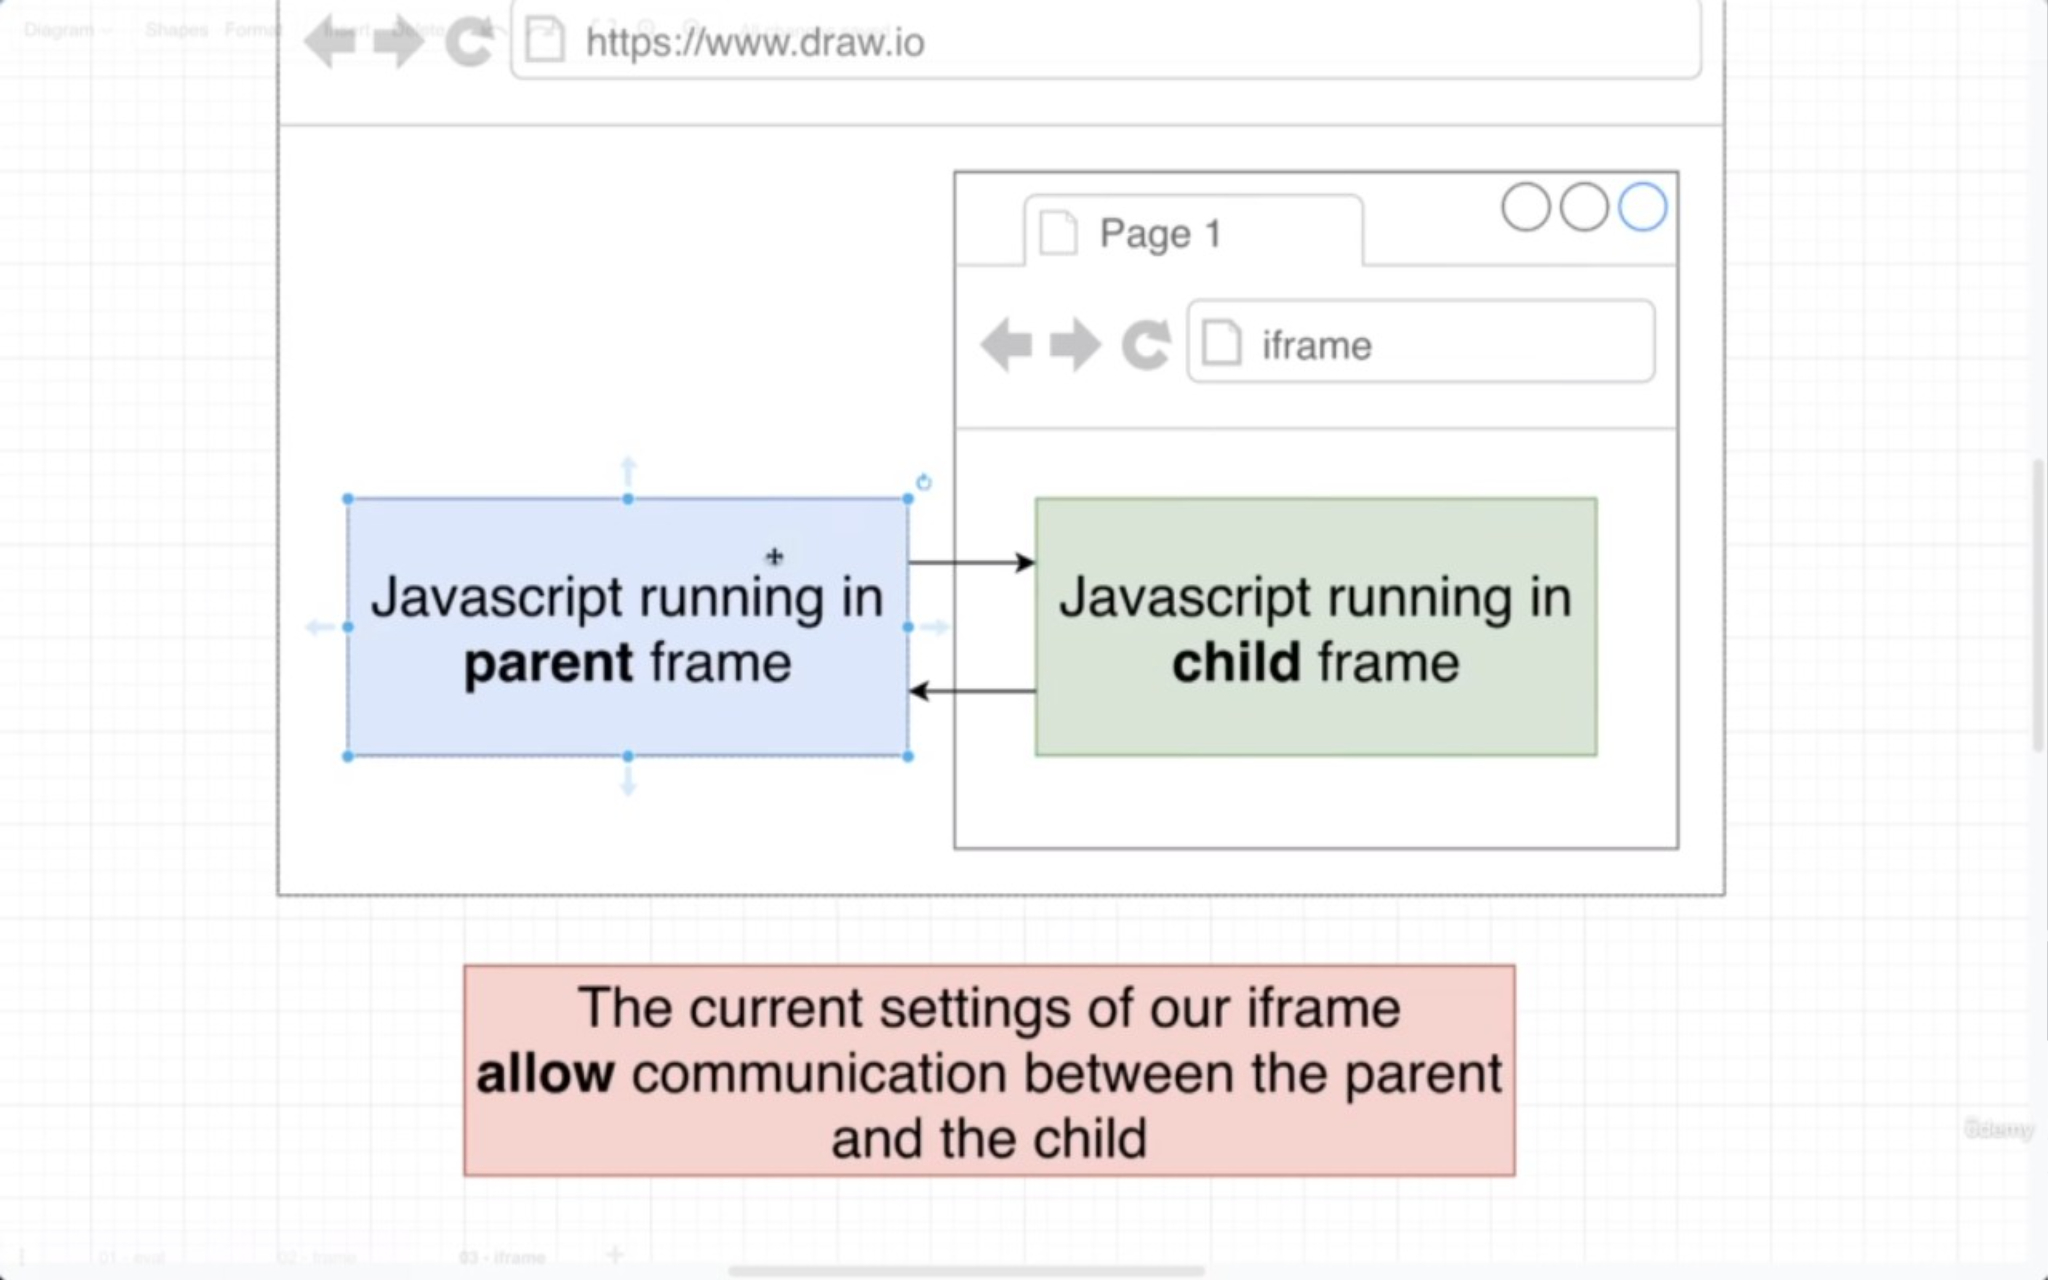 Diagram
Shapes
Format
Insert
Delete
https://www.draw.io
Page 1
iframe
Javascript running in
parent frame
Javascript running in
child frame
The current settings of our iframe
allow communication between the parent
and the child
ûdemy
01 - eval
02 - iframe
03 - iframe